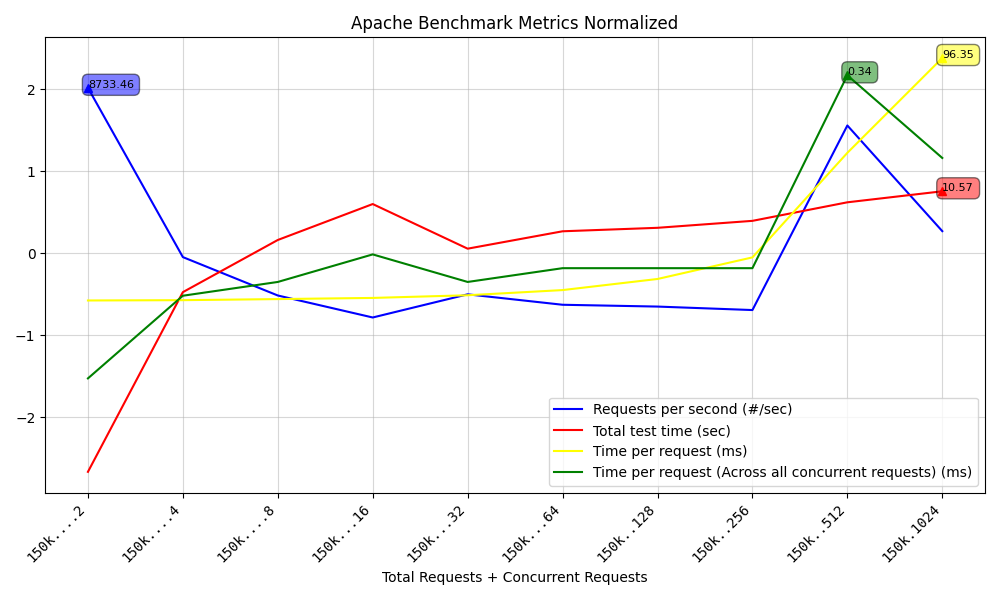 Apache Benchmark Metrics Normalized
96.35
8733.46
0.34
10.57
2
1
0
−1
−2
Requests per second (#/sec)
Total test time (sec)
Time per request (ms)
Time per request (Across all concurrent requests) (ms)
150k....2
150k....4
150k....8
150k...16
150k...32
150k...64
150k..128
150k..256
150k..512
150k.1024
Total Requests + Concurrent Requests